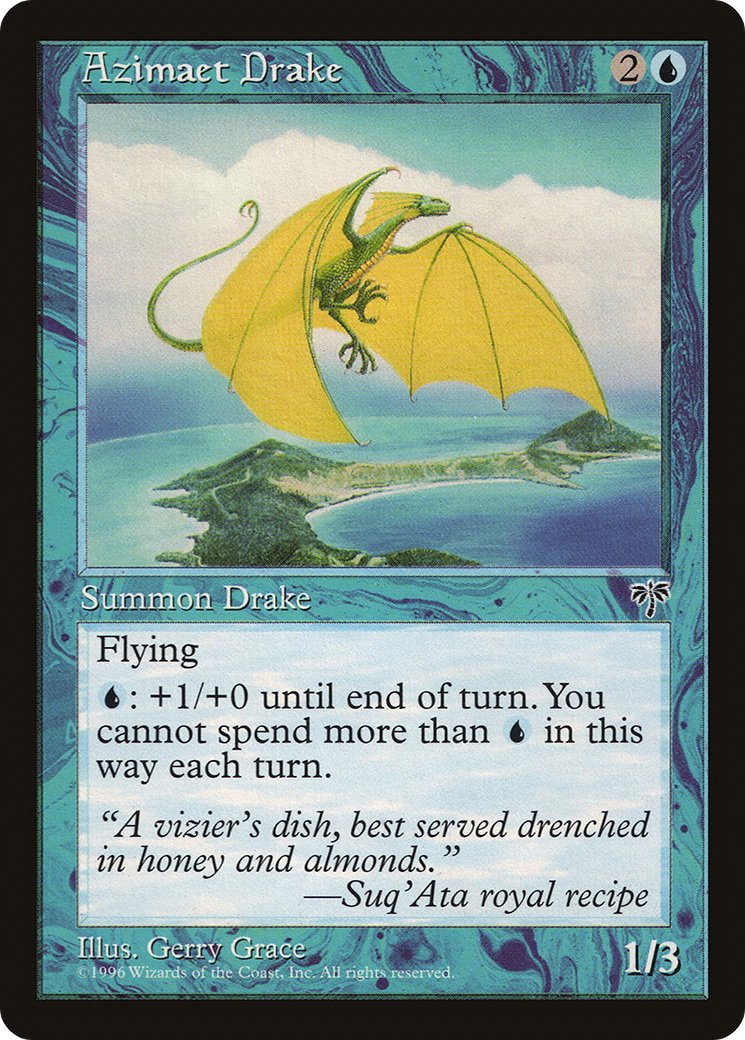 Azimaet Drake 2
Summon Drake
Flying
: +1/+0 until end of turn. You
cannot spend more than in this
way each turn.
“A vizier’s dish, best served drenched
in honey and almonds.”
—Suq’Ata royal recipe
Illus. Gerry Grace
©1996 Wizards of the Coast, Inc. All rights reserved.
1/3